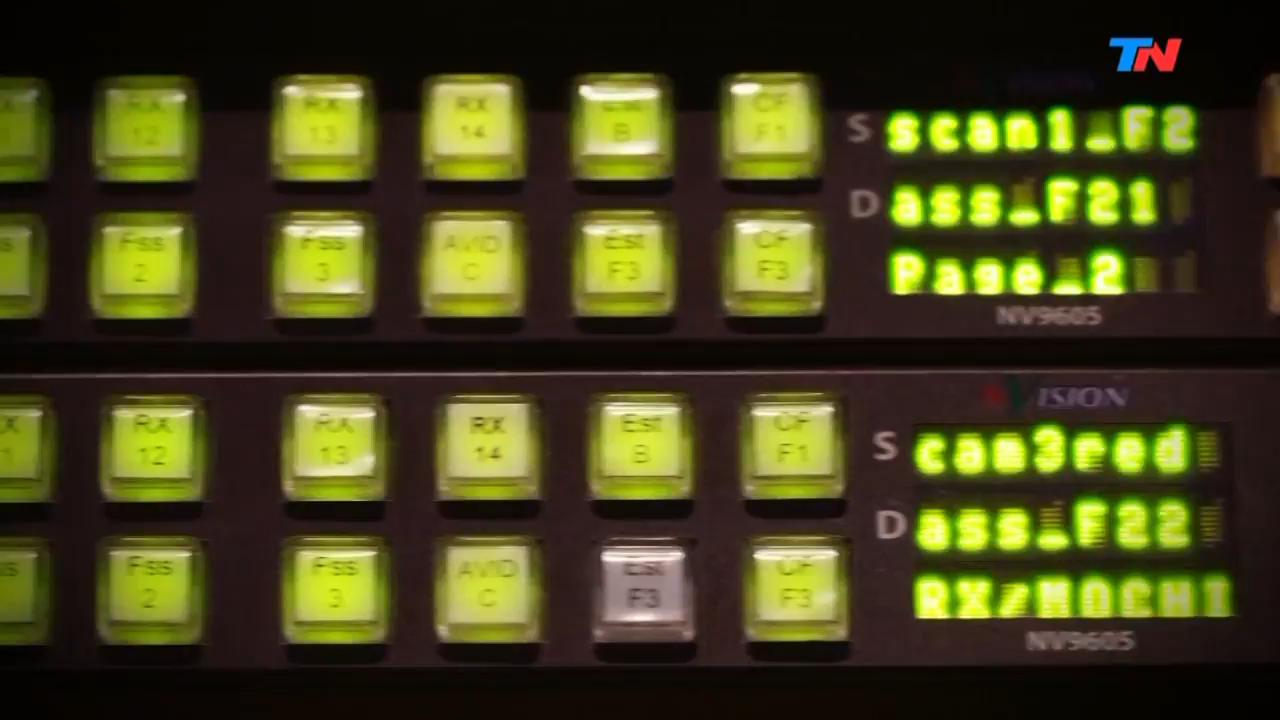 TN
RX
12
RX
13
RX
14
Est
B
CF
F1
S
scan1_F2
D
ass_F21
Page_2
Fss
2
Fss
3
AVID
C
Est
F3
CF
F3
NV9605
NVISION
RX
12
RX
13
RX
14
Est
B
CF
F1
S
cam3red
D
ass_F22
RX/MOCHI
Fss
2
Fss
3
AVID
C
Est
F3
CF
F3
NV9605